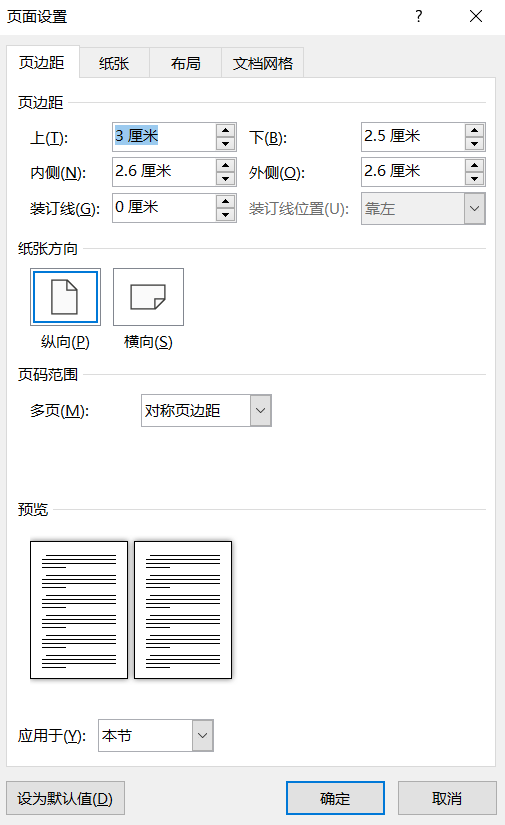 页面设置 ?
页边距 纸张 布局 文档网格
页边距
上(T): 3 厘米 下(B): 2.5 厘米
内侧(N): 2.6 厘米 外侧(O): 2.6 厘米
装订线(G): 0 厘米 装订线位置(U): 靠左
纸张方向
纵向(P) 横向(S)
页码范围
多页(M): 对称页边距
预览
应用于(Y): 本节
设为默认值(D) 确定 取消